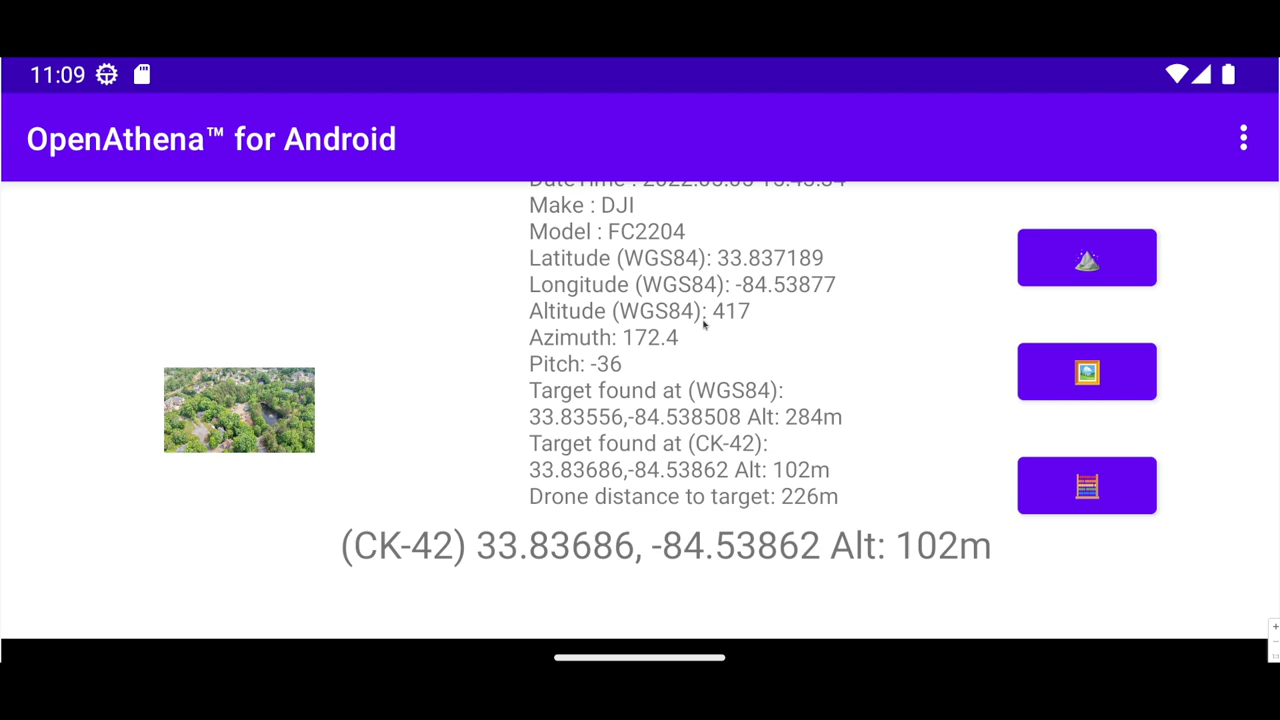 11:09
OpenAthena™ for Android
Make : DJI
Model : FC2204
Latitude (WGS84): 33.837189
Longitude (WGS84): -84.53877
Altitude (WGS84): 417
Azimuth: 172.4
Pitch: -36
Target found at (WGS84):
33.83556,-84.538508 Alt: 284m
Target found at (CK-42):
33.83686,-84.53862 Alt: 102m
Drone distance to target: 226m
(CK-42) 33.83686, -84.53862 Alt: 102m